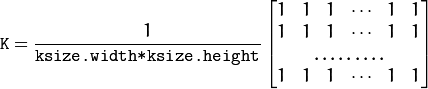 K = 1 / ksize.width*ksize.height
1 1 1 ⋯ 1 1
1 1 1 ⋯ 1 1
.........
1 1 1 ⋯ 1 1